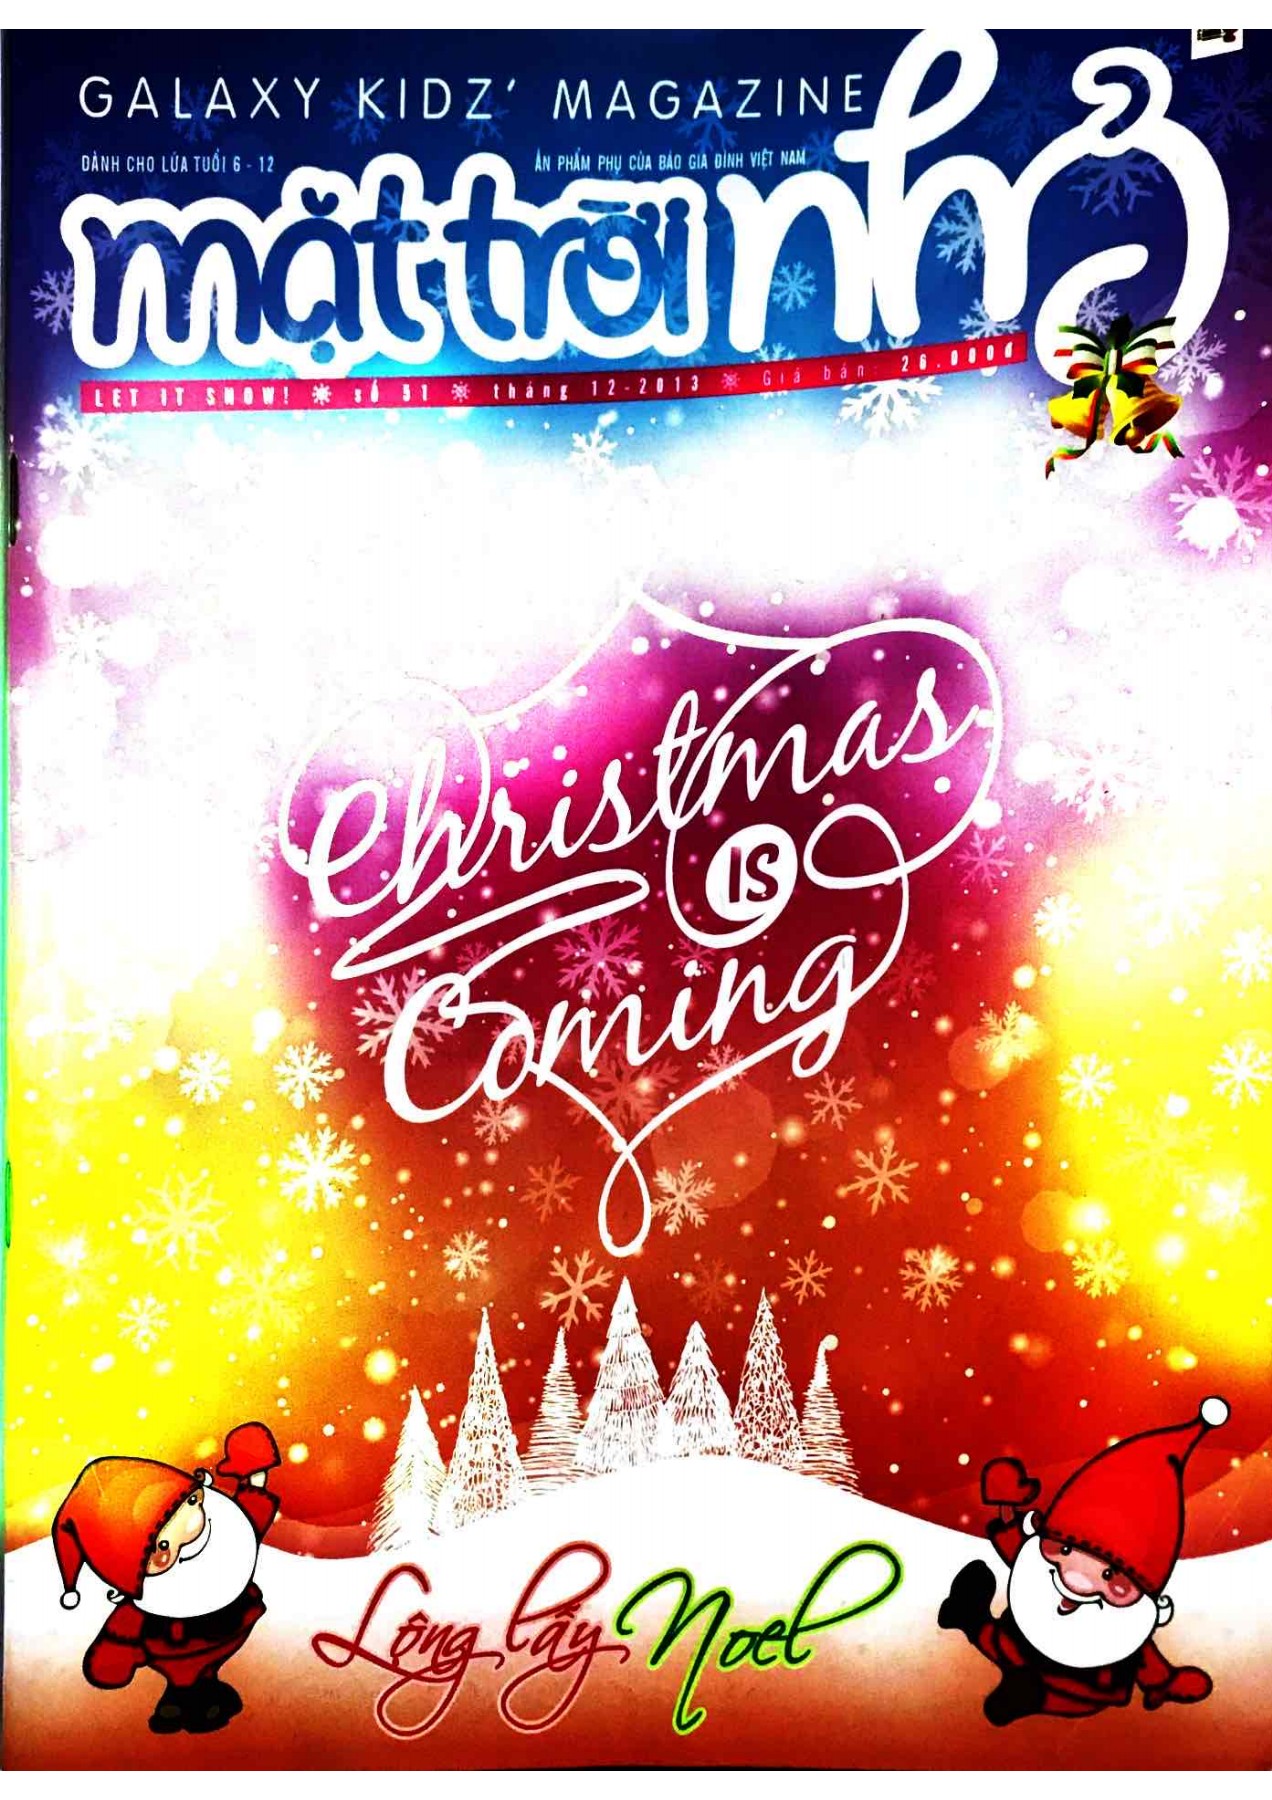 GALAXY KIDZ' MAGAZINE
DÀNH CHO LỨA TUỔI 6 - 12
ẤN PHẨM PHỤ CỦA BÁO GIA ĐÌNH VIỆT NAM
mặt trời nhỏ
LET IT SNOW! số 51 tháng 12-2013 Giá bán: 26.000đ
Christmas
IS
Coming
Lộng lẫy Noel